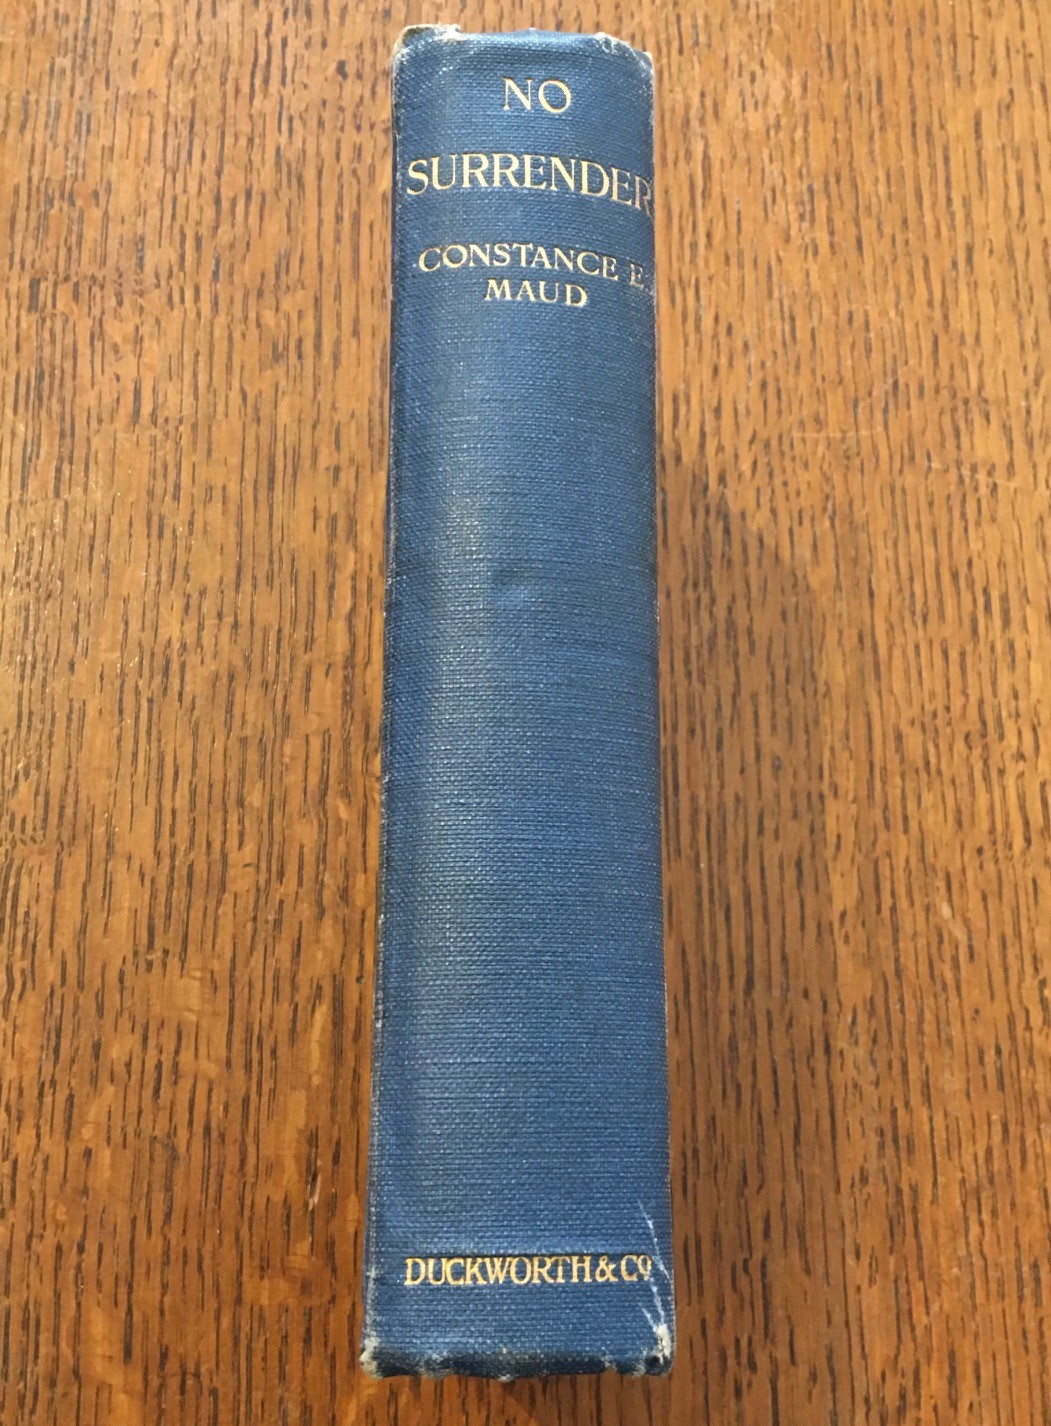 NO
SURRENDER
CONSTANCE E.
MAUD
DUCKWORTH & Co